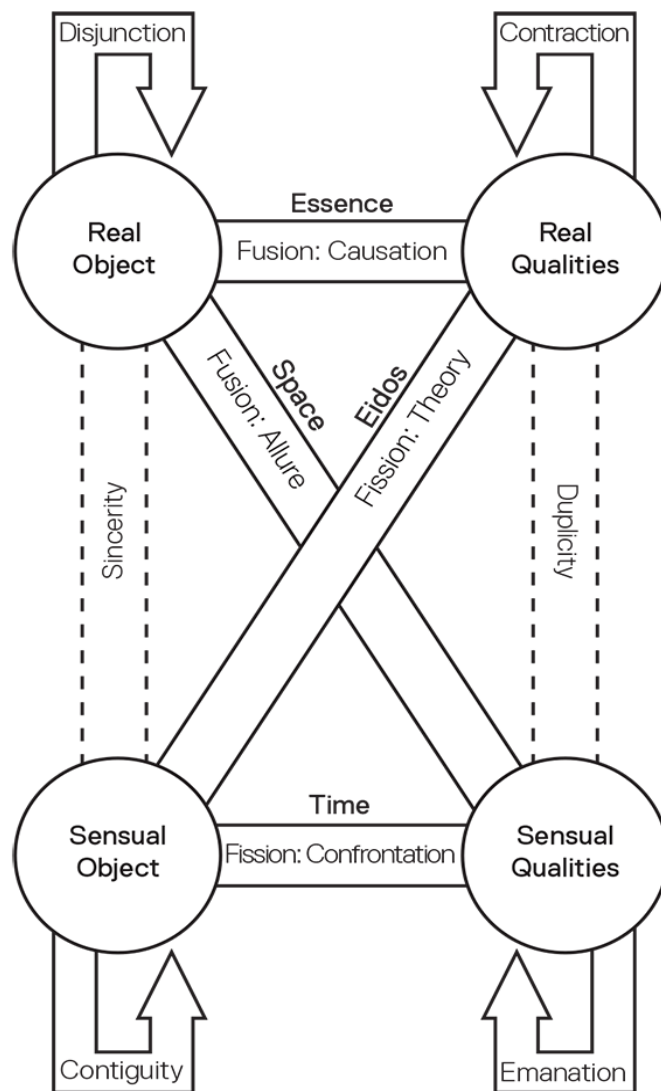 Disjunction
Contraction
Real
Object
Essence
Fusion: Causation
Real
Qualities
Space
Fusion: Allure
Eidos
Fission: Theory
Sincerity
Duplicity
Sensual
Object
Time
Fission: Confrontation
Sensual
Qualities
Contiguity
Emanation